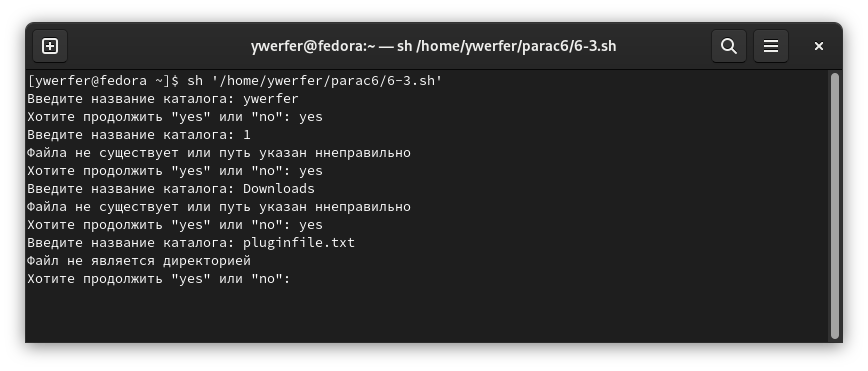 ywerfer@fedora:~ — sh /home/ywerfer/parac6/6-3.sh
[ywerfer@fedora ~]$ sh '/home/ywerfer/parac6/6-3.sh'
Введите название каталога: ywerfer
Хотите продолжить "yes" или "no": yes
Введите название каталога: 1
Файла не существует или путь указан ннеправильно
Хотите продолжить "yes" или "no": yes
Введите название каталога: Downloads
Файла не существует или путь указан ннеправильно
Хотите продолжить "yes" или "no": yes
Введите название каталога: pluginfile.txt
Файл не является директорией
Хотите продолжить "yes" или "no":